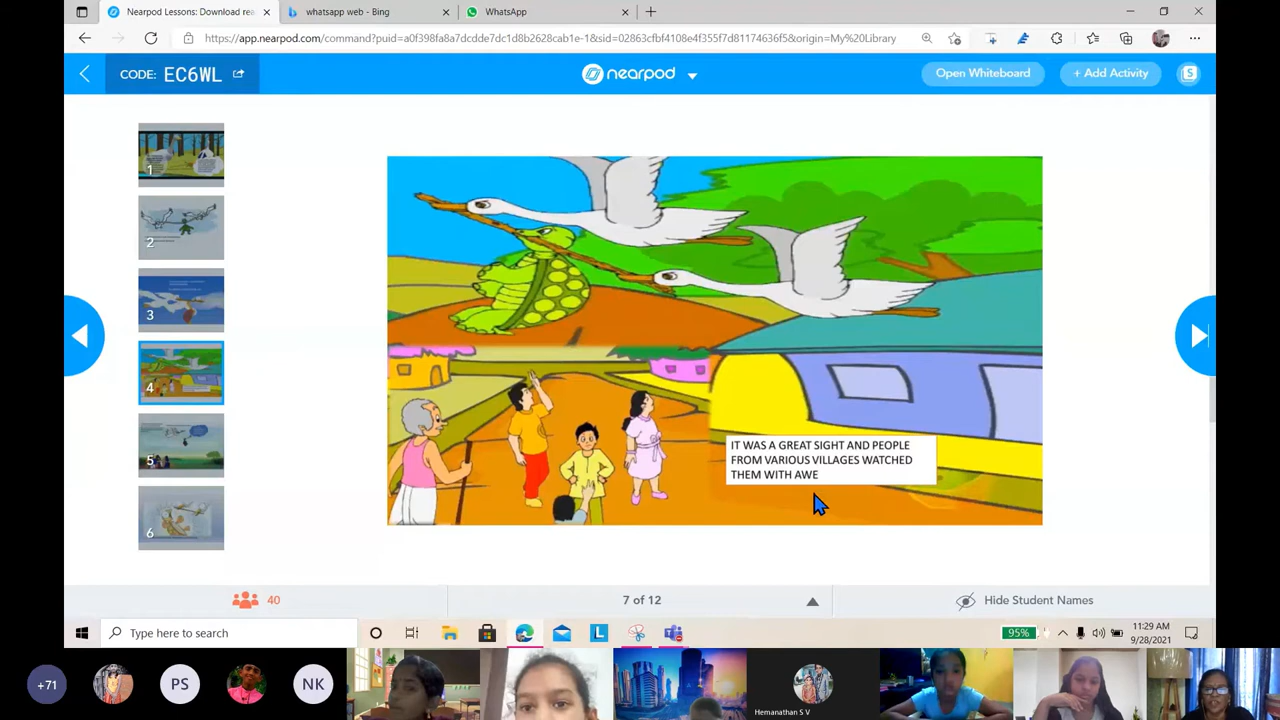 Nearpod Lessons: Download rea
whatsapp web - Bing
WhatsApp
https://app.nearpod.com/command?puid=a0f398fa8a7dcdde7dc1d8b2628cab1e-1&sid=02863cfbf4108e4f355f7d81174636f5&origin=My%20Library
CODE: EC6WL
nearpod
Open Whiteboard
+ Add Activity
S
1
2
3
4
5
6
IT WAS A GREAT SIGHT AND PEOPLE
FROM VARIOUS VILLAGES WATCHED
THEM WITH AWE
40
7 of 12
Hide Student Names
Type here to search
L
95%
11:29 AM
9/28/2021
+71
PS
NK
Hemanathan S V